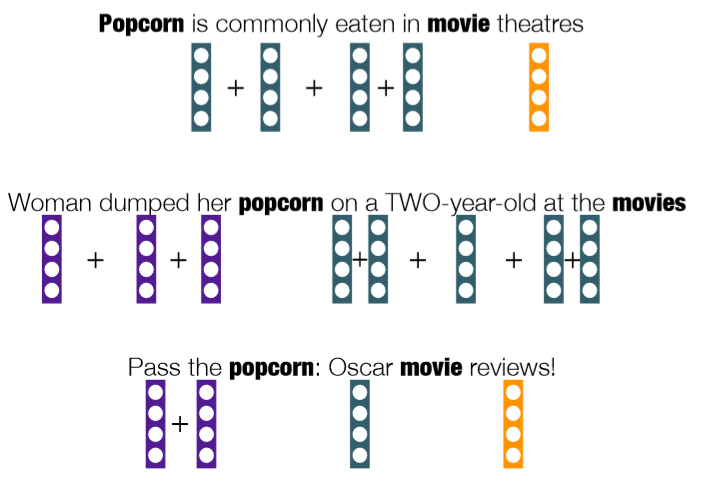 Popcorn is commonly eaten in movie theatres
+ + +
Woman dumped her popcorn on a TWO-year-old at the movies
+ + + + + +
Pass the popcorn: Oscar movie reviews!
+